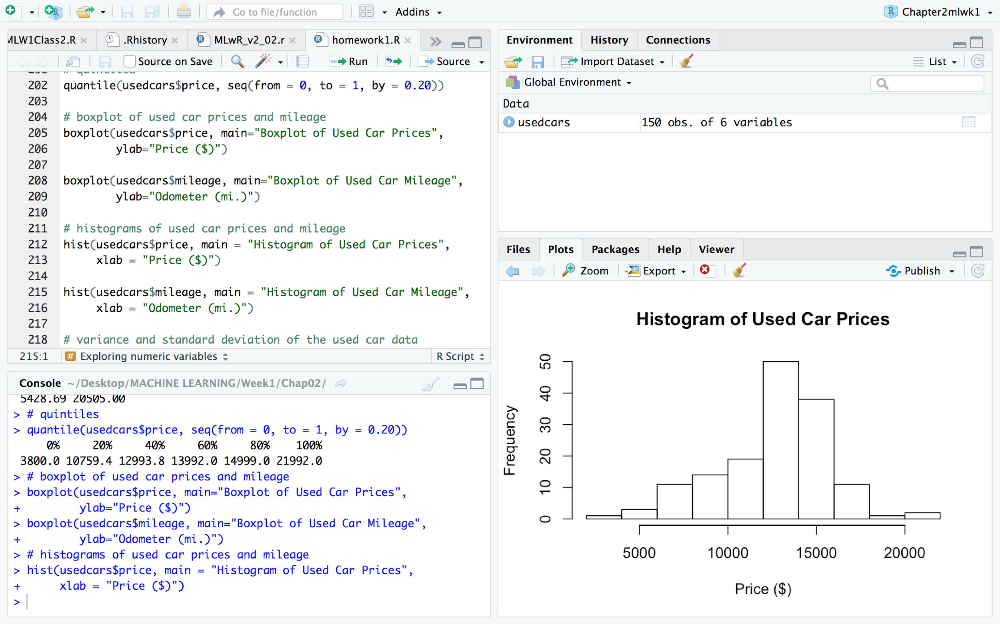 Go to file/function
Addins
Chapter2mlwk1
MLW1Class2.R
.Rhistory
MLwR_v2_02.r
homework1.R
Source on Save
Run
Source
201 # quintiles
202 quantile(usedcars$price, seq(from = 0, to = 1, by = 0.20))
203
204 # boxplot of used car prices and mileage
205 boxplot(usedcars$price, main="Boxplot of Used Car Prices",
206         ylab="Price ($)")
207
208 boxplot(usedcars$mileage, main="Boxplot of Used Car Mileage",
209         ylab="Odometer (mi.)")
210
211 # histograms of used car prices and mileage
212 hist(usedcars$price, main = "Histogram of Used Car Prices",
213      xlab = "Price ($)")
214
215 hist(usedcars$mileage, main = "Histogram of Used Car Mileage",
216      xlab = "Odometer (mi.)")
217
218 # variance and standard deviation of the used car data
215:1 # Exploring numeric variables R Script
Console ~/Desktop/MACHINE LEARNING/Week1/Chap02/
5428.69 20505.00
> # quintiles
> quantile(usedcars$price, seq(from = 0, to = 1, by = 0.20))
0% 20% 40% 60% 80% 100%
3800.0 10759.4 12993.8 13992.0 14999.0 21992.0
> # boxplot of used car prices and mileage
> boxplot(usedcars$price, main="Boxplot of Used Car Prices",
+         ylab="Price ($)")
> boxplot(usedcars$mileage, main="Boxplot of Used Car Mileage",
+         ylab="Odometer (mi.)")
> # histograms of used car prices and mileage
> hist(usedcars$price, main = "Histogram of Used Car Prices",
+      xlab = "Price ($)")
>
Environment
History
Connections
Import Dataset
List
Global Environment
Data
usedcars 150 obs. of 6 variables
Files
Plots
Packages
Help
Viewer
Zoom
Export
Publish
Histogram of Used Car Prices
Frequency
50
40
30
20
10
0
5000 10000 15000 20000
Price ($)